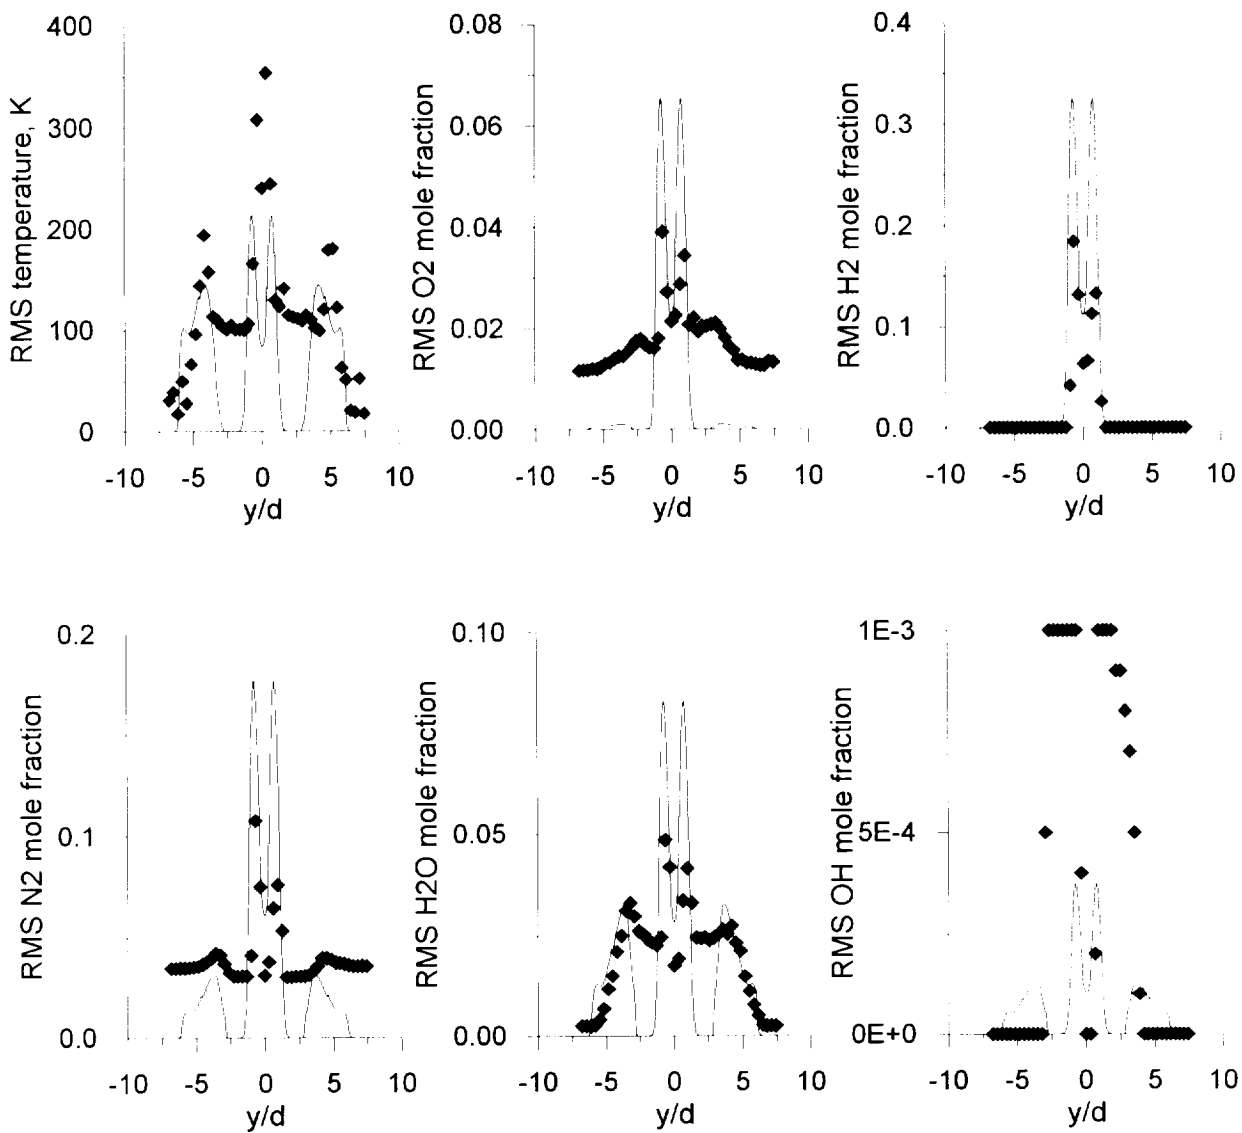 RMS temperature, K
400
300
200
100
0
-10 -5 0 5 10
y/d
RMS O2 mole fraction
0.08
0.06
0.04
0.02
0.00
-10 -5 0 5 10
y/d
RMS H2 mole fraction
0.4
0.3
0.2
0.1
0.0
-10 -5 0 5 10
y/d
RMS N2 mole fraction
0.2
0.1
0.0
-10 -5 0 5 10
y/d
RMS H2O mole fraction
0.10
0.05
0.00
-10 -5 0 5 10
y/d
RMS OH mole fraction
1E-3
5E-4
0E+0
-10 -5 0 5 10
y/d